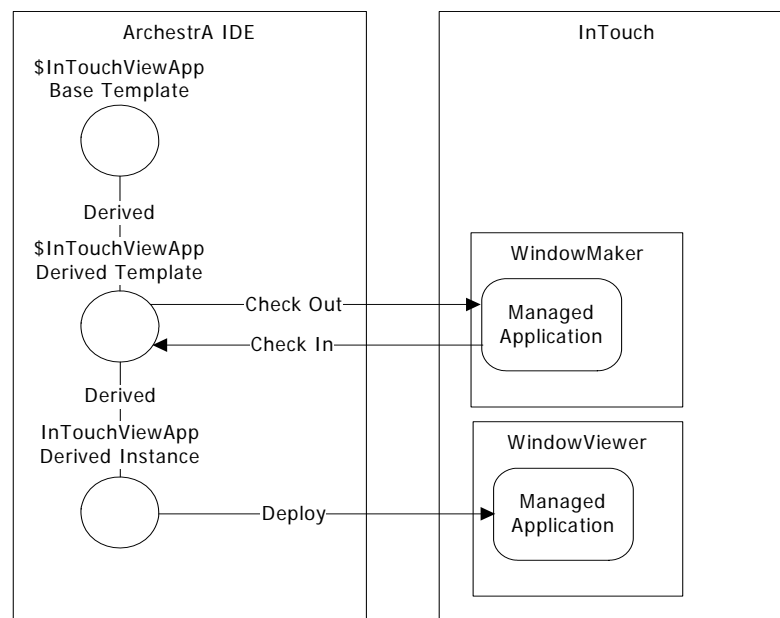 ArchestrA IDE
$InTouchViewApp
Base Template
Derived
$InTouchViewApp
Derived Template
Check Out
Check In
Derived
InTouchViewApp
Derived Instance
Deploy
InTouch
WindowMaker
Managed
Application
WindowViewer
Managed
Application